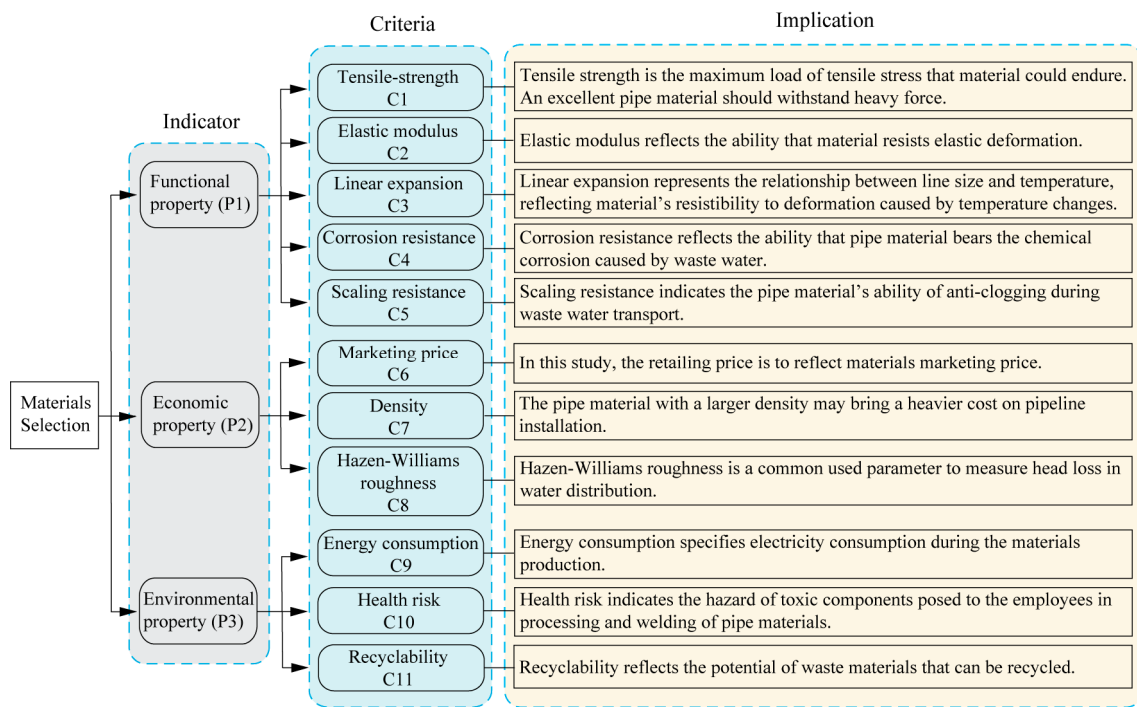 Criteria
Implication
Indicator
Materials
Selection
Functional
property (P1)
Economic
property (P2)
Environmental
property (P3)
Tensile-strength
C1
Tensile strength is the maximum load of tensile stress that material could endure.
An excellent pipe material should withstand heavy force.
Elastic modulus
C2
Elastic modulus reflects the ability that material resists elastic deformation.
Linear expansion
C3
Linear expansion represents the relationship between line size and temperature,
reflecting material's resistibility to deformation caused by temperature changes.
Corrosion resistance
C4
Corrosion resistance reflects the ability that pipe material bears the chemical
corrosion caused by waste water.
Scaling resistance
C5
Scaling resistance indicates the pipe material's ability of anti-clogging during
waste water transport.
Marketing price
C6
In this study, the retailing price is to reflect materials marketing price.
Density
C7
The pipe material with a larger density may bring a heavier cost on pipeline
installation.
Hazen-Williams
roughness
C8
Hazen-Williams roughness is a common used parameter to measure head loss in
water distribution.
Energy consumption
C9
Energy consumption specifies electricity consumption during the materials
production.
Health risk
C10
Health risk indicates the hazard of toxic components posed to the employees in
processing and welding of pipe materials.
Recyclability
C11
Recyclability reflects the potential of waste materials that can be recycled.